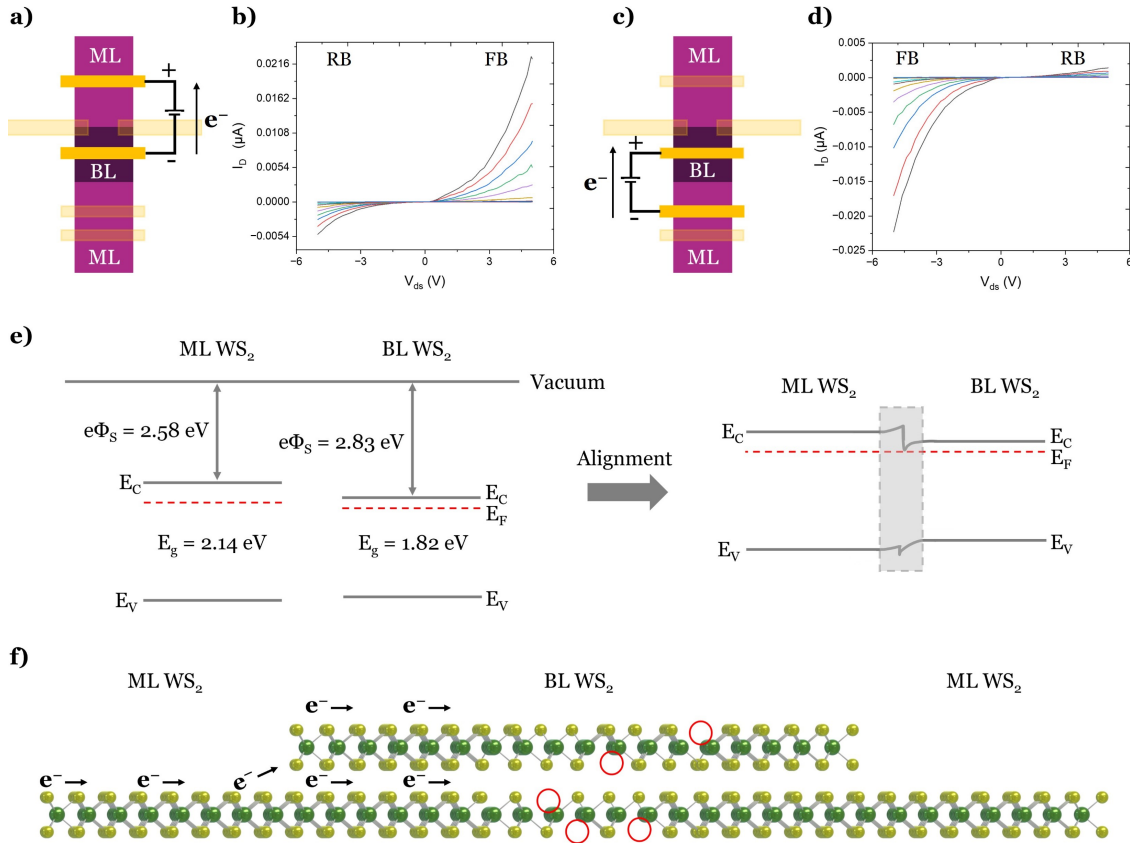 a)
ML
BL
ML
+
-
e⁻
b)
RB
FB
0.0216
0.0162
0.0108
0.0054
0.0000
−0.0054
I_D (µA)
−6
−3
0
3
6
V_ds (V)
c)
ML
BL
ML
+
-
e⁻
d)
FB
RB
0.005
0.000
−0.005
−0.010
−0.015
−0.020
−0.025
I_D (µA)
−6
−3
0
3
6
V_ds (V)
e)
ML WS₂
BL WS₂
Vacuum
eΦ_S = 2.58 eV
eΦ_S = 2.83 eV
E_C
E_C
E_F
E_g = 2.14 eV
E_g = 1.82 eV
E_V
E_V
Alignment
ML WS₂
BL WS₂
E_C
E_C
E_F
E_V
E_V
f)
ML WS₂
BL WS₂
ML WS₂
e⁻
e⁻
e⁻
e⁻
e⁻
e⁻
e⁻